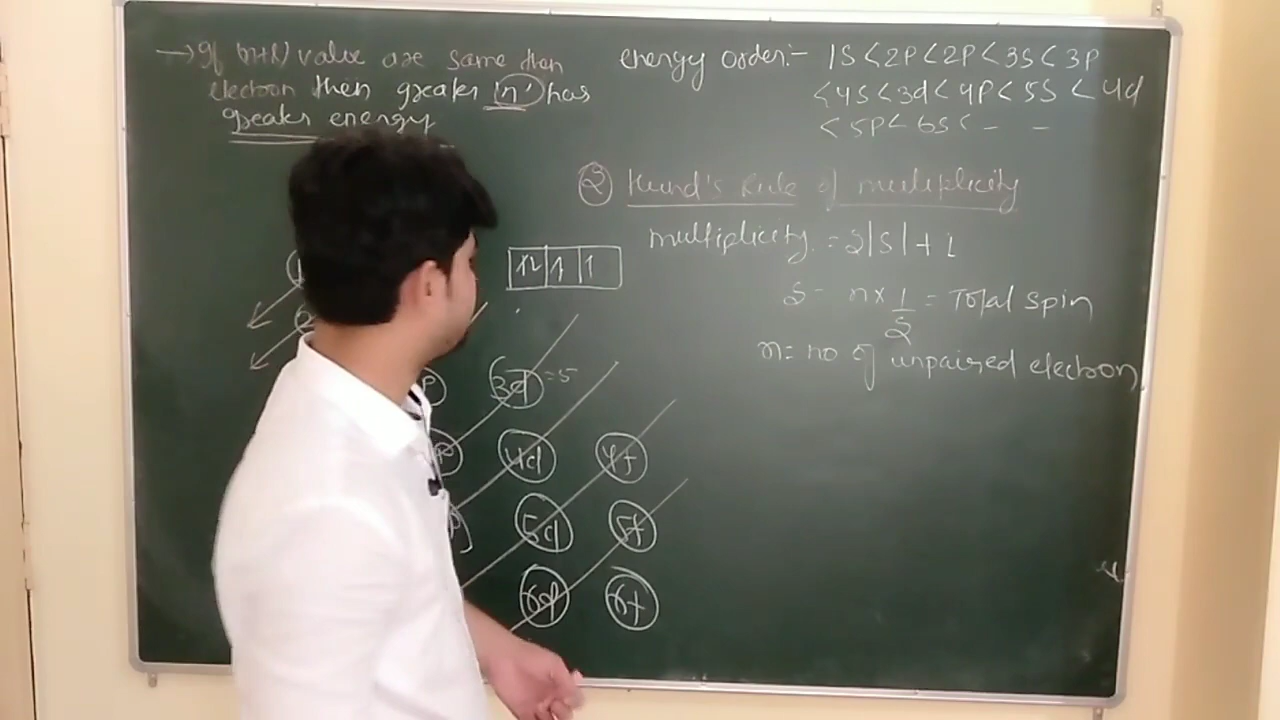 → If (n+l) value are same then
electron then greater 'n' has
greater energy
energy order:- 1S < 2P < 2P < 3S < 3P
< 4S < 3d < 4P < 5S < 4d
< 5P < 6S < - -
② Hund's Rule of multiplicity
multiplicity = 2|S| + 1
S = n x 1/2 = Total spin
n = no of unpaired electron
3d = 5
4d 4f
5d 5f
6d 6f